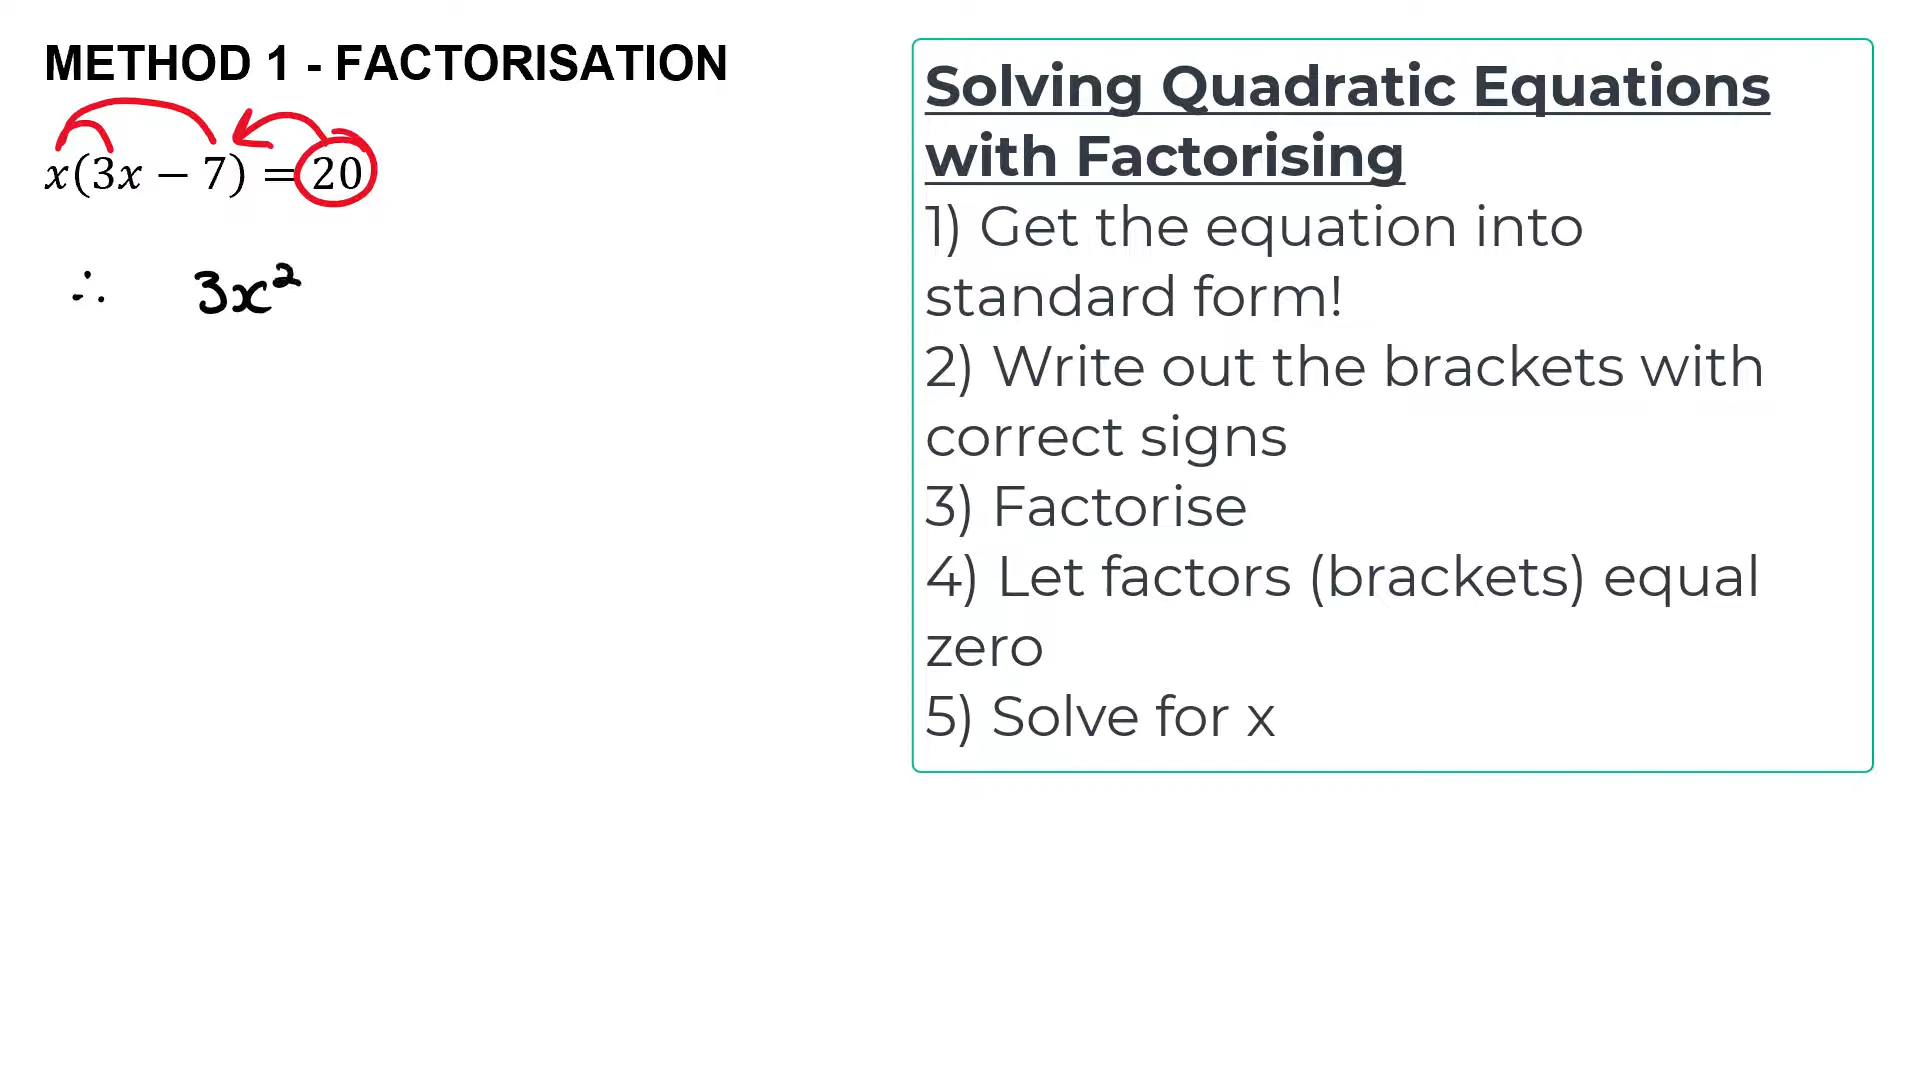 METHOD 1 - FACTORISATION
x(3x − 7) = 20
∴ 3x²
Solving Quadratic Equations
with Factorising
1) Get the equation into
standard form!
2) Write out the brackets with
correct signs
3) Factorise
4) Let factors (brackets) equal
zero
5) Solve for x